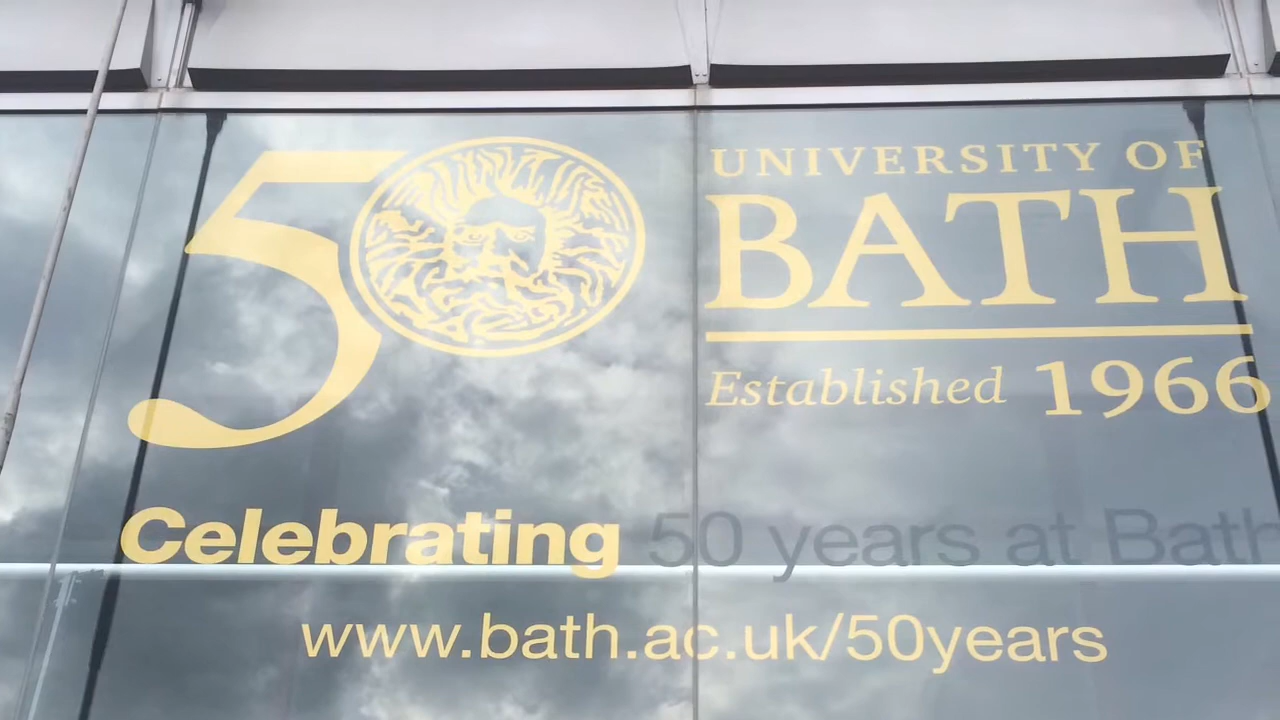 50
UNIVERSITY OF
BATH
Established 1966
Celebrating 50 years at Bath
www.bath.ac.uk/50years